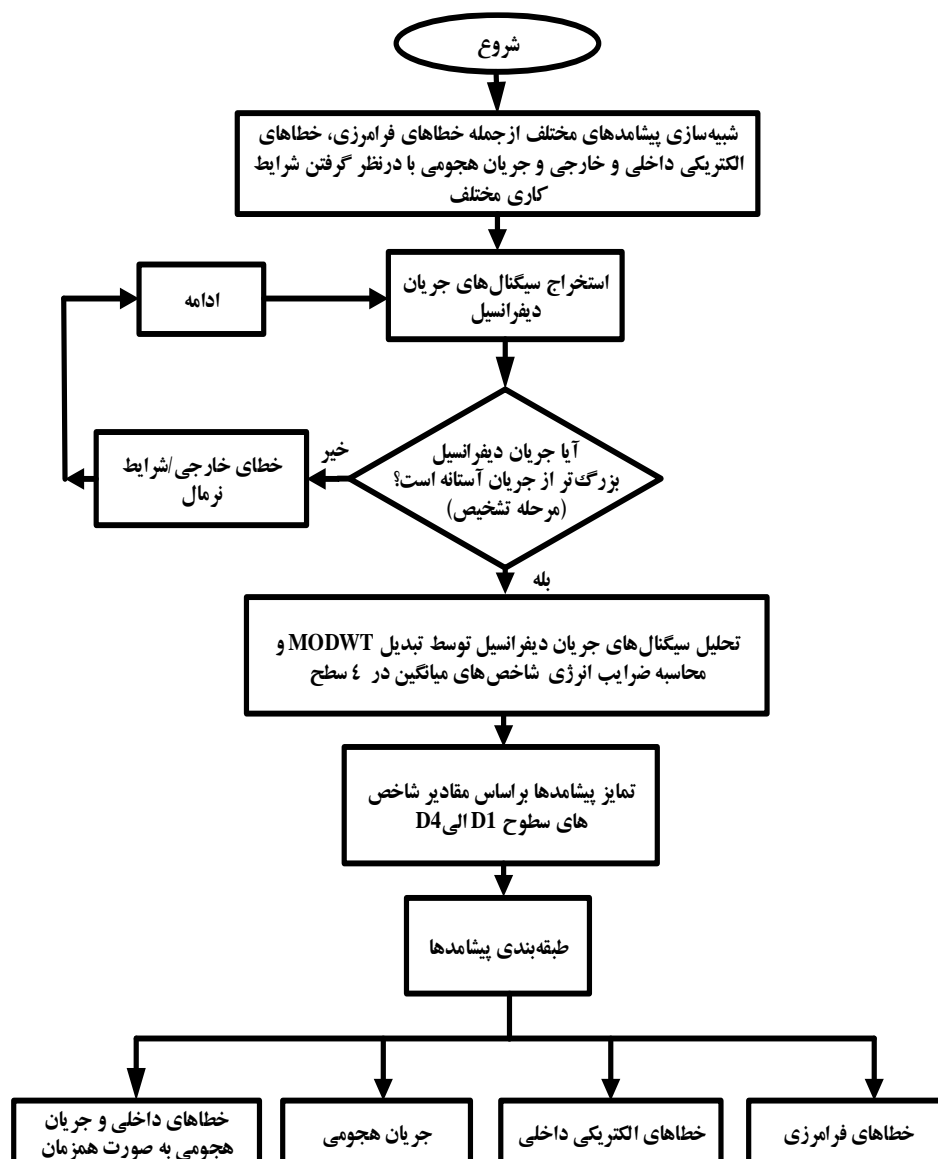 شروع
شبیه‌سازی پیشامدهای مختلف ازجمله خطاهای فرامرزی، خطاهای
الکتریکی داخلی و خارجی و جریان هجومی با درنظر گرفتن شرایط
کاری مختلف
استخراج سیگنال‌های جریان
دیفرانسیل
ادامه
آیا جریان دیفرانسیل
بزرگ‌تر از جریان آستانه است؟
(مرحله تشخیص)
خیر
خطای خارجی/شرایط
نرمال
بله
تحلیل سیگنال‌های جریان دیفرانسیل توسط تبدیل MODWT و
محاسبه ضرایب انرژی شاخص‌های میانگین در ٤ سطح
تمایز پیشامدها براساس مقادیر شاخص
های سطوح D1 الیD4
طبقه‌بندی پیشامدها
خطاهای فرامرزی
خطاهای الکتریکی داخلی
جریان هجومی
خطاهای داخلی و جریان
هجومی به صورت همزمان